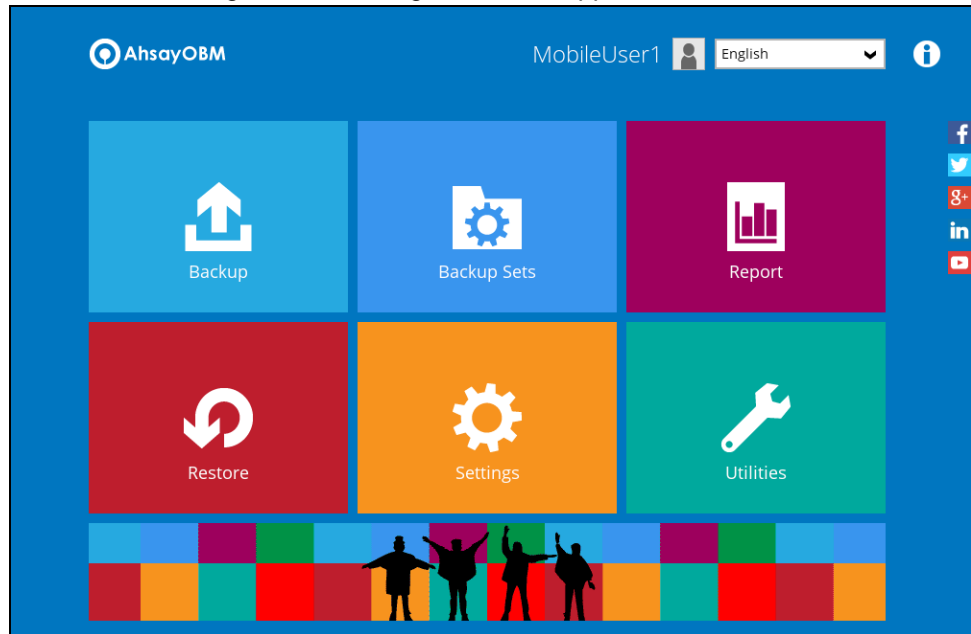 AhsayOBM
MobileUser1
English
Backup
Backup Sets
Report
Restore
Settings
Utilities